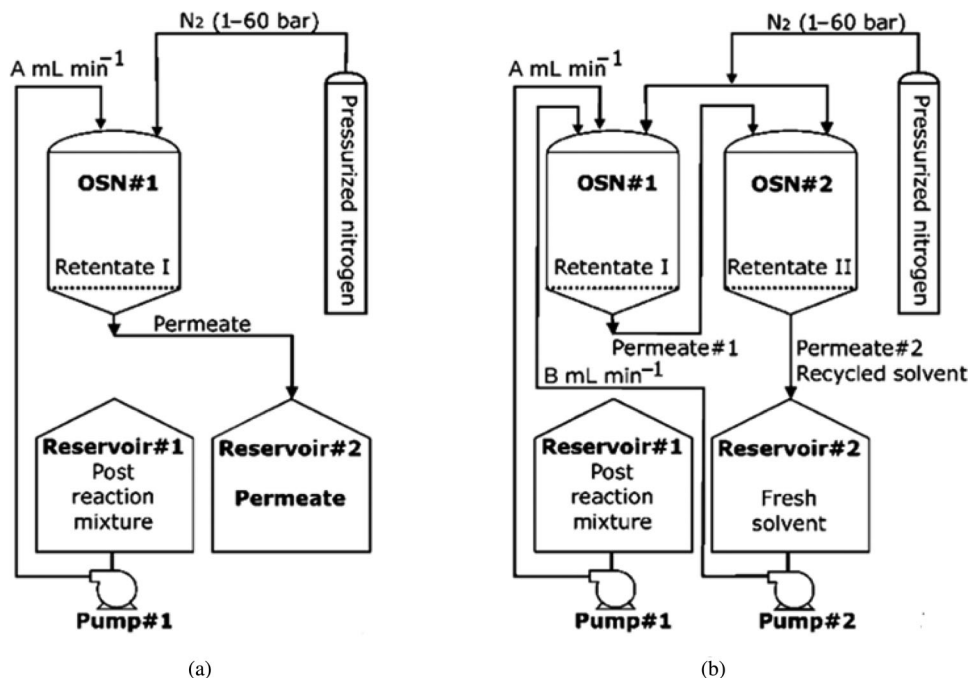 N₂ (1–60 bar)
A mL min⁻¹
OSN#1
Retentate I
Pressurized nitrogen
Permeate
Reservoir#1
Post
reaction
mixture
Reservoir#2
Permeate
Pump#1
(a)
N₂ (1–60 bar)
A mL min⁻¹
OSN#1
OSN#2
Retentate I
Retentate II
Pressurized nitrogen
Permeate#1
Permeate#2
Recycled solvent
B mL min⁻¹
Reservoir#1
Post
reaction
mixture
Reservoir#2
Fresh
solvent
Pump#1
Pump#2
(b)